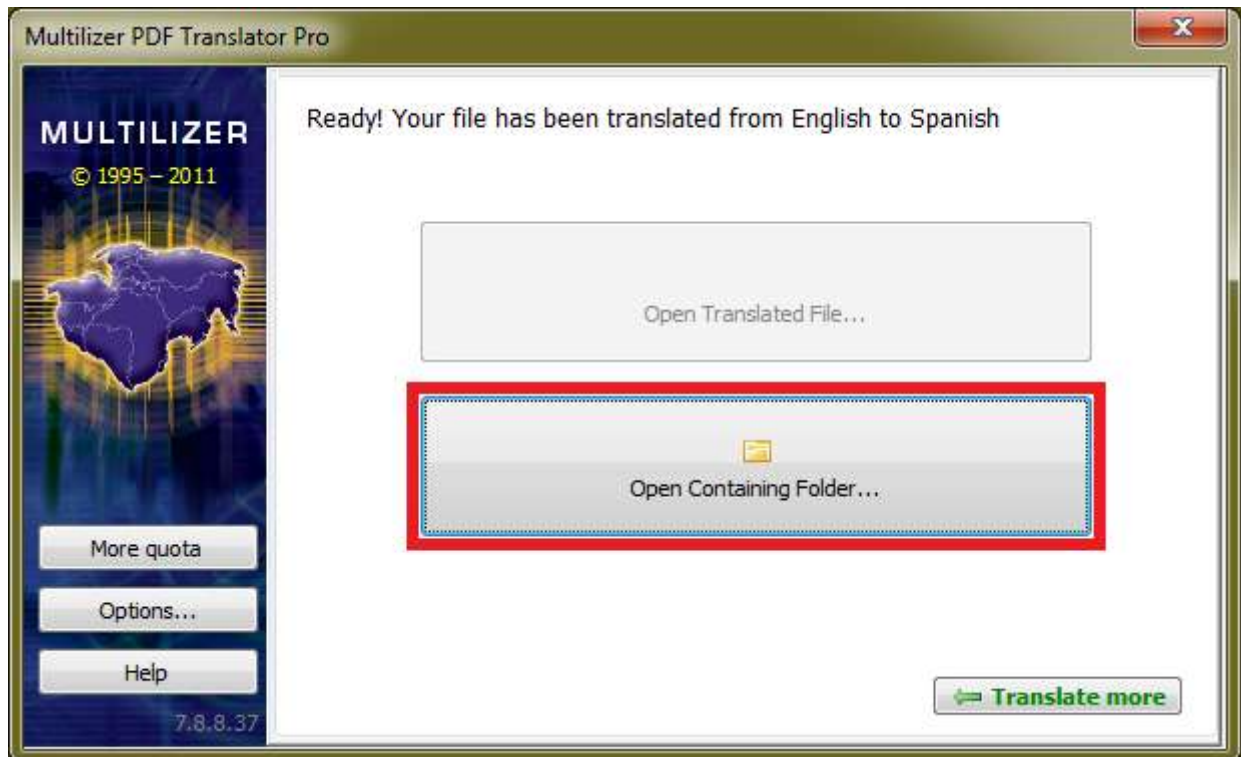 Multilizer PDF Translator Pro
MULTILIZER
© 1995 – 2011
Ready! Your file has been translated from English to Spanish
Open Translated File...
Open Containing Folder...
More quota
Options...
Help
7.8.8.37
Translate more